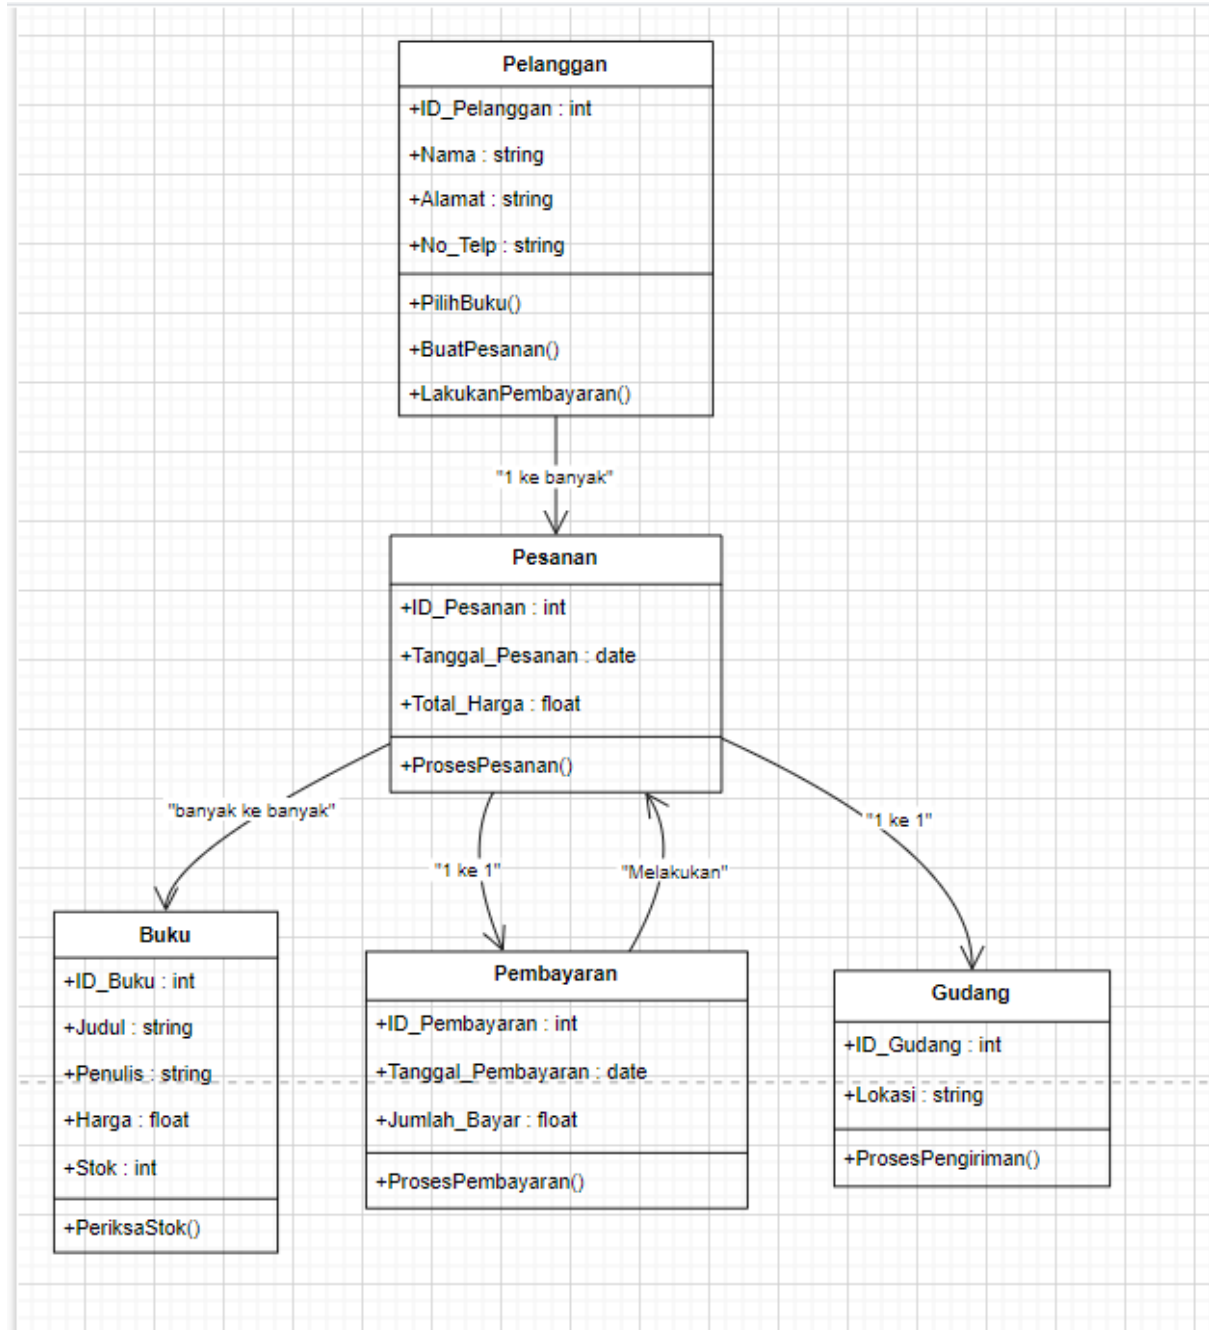 Pelanggan
+ID_Pelanggan : int
+Nama : string
+Alamat : string
+No_Telp : string
+PilihBuku()
+BuatPesanan()
+LakukanPembayaran()
"1 ke banyak"
Pesanan
+ID_Pesanan : int
+Tanggal_Pesanan : date
+Total_Harga : float
+ProsesPesanan()
"banyak ke banyak"
"1 ke 1"
"Melakukan"
"1 ke 1"
Buku
+ID_Buku : int
+Judul : string
+Penulis : string
+Harga : float
+Stok : int
+PeriksaStok()
Pembayaran
+ID_Pembayaran : int
+Tanggal_Pembayaran : date
+Jumlah_Bayar : float
+ProsesPembayaran()
Gudang
+ID_Gudang : int
+Lokasi : string
+ProsesPengiriman()